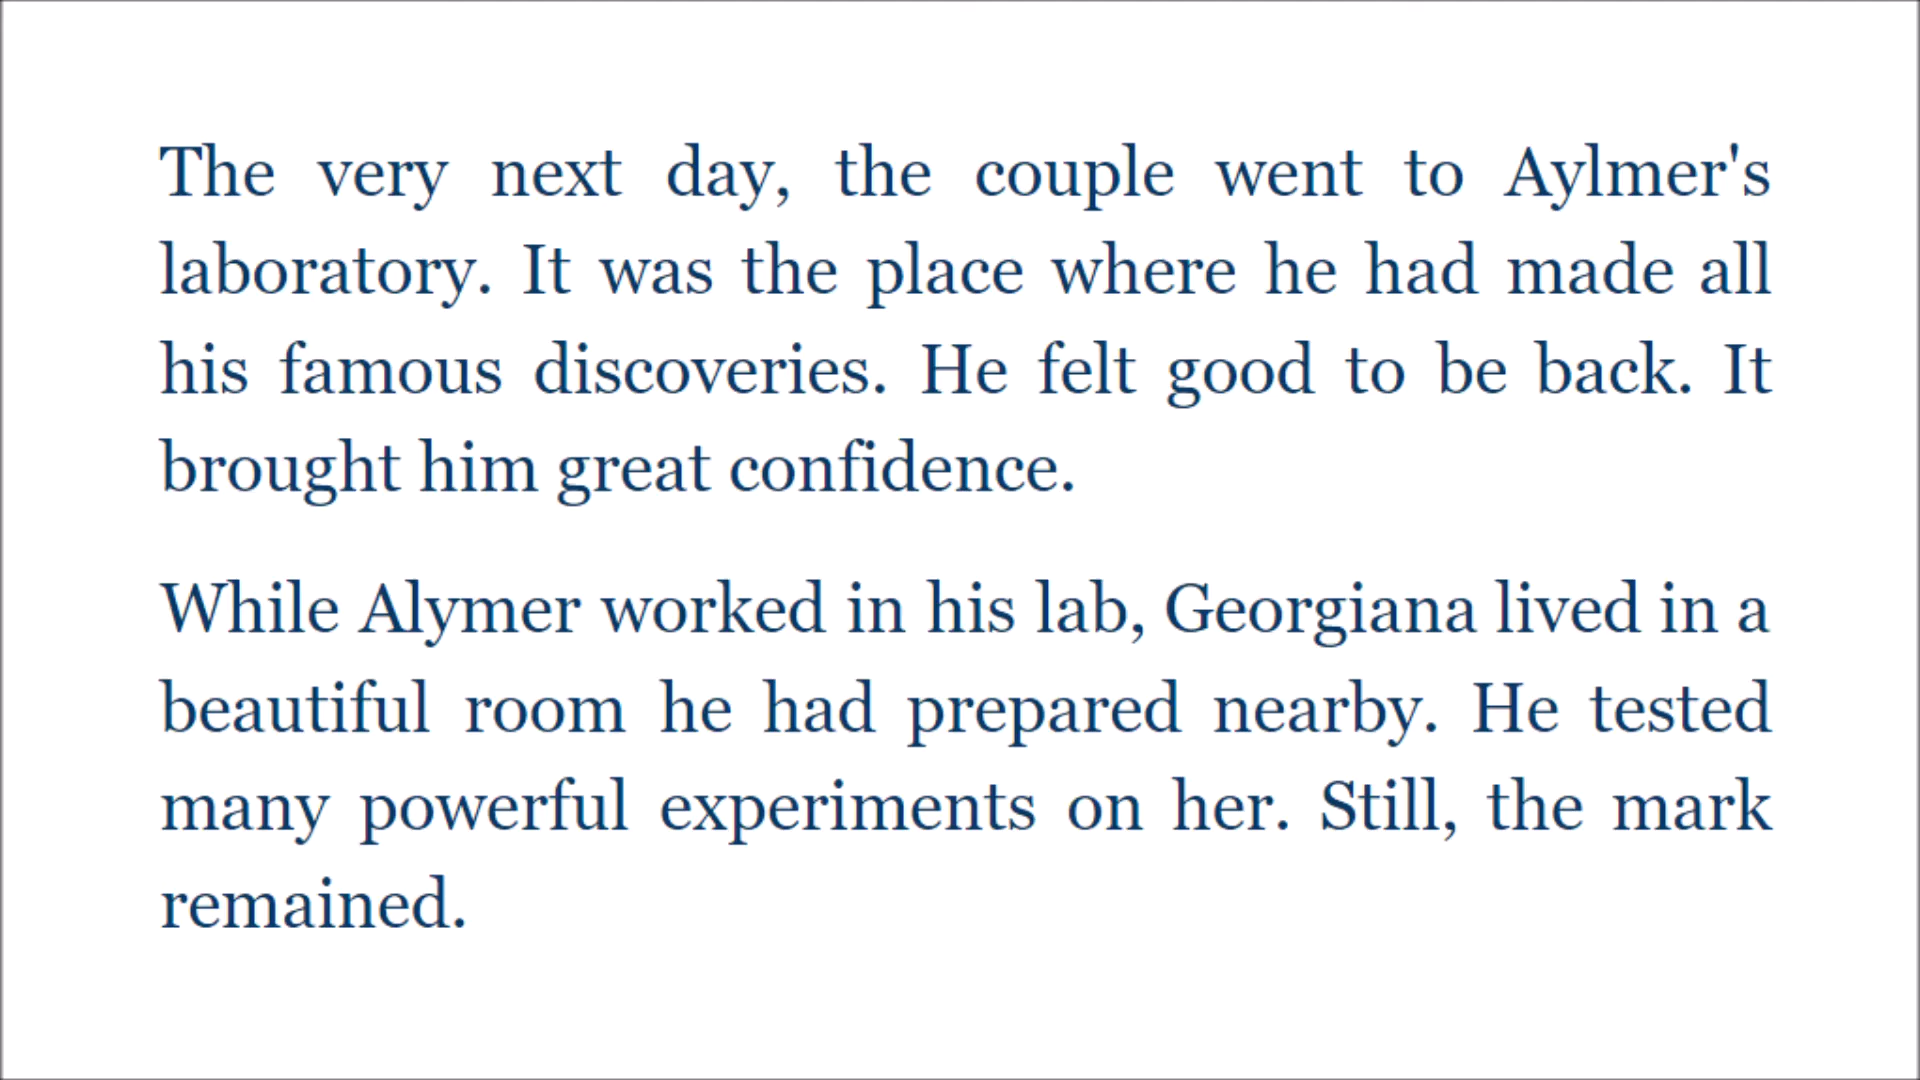 The very next day, the couple went to Aylmer's
laboratory. It was the place where he had made all
his famous discoveries. He felt good to be back. It
brought him great confidence.
While Alymer worked in his lab, Georgiana lived in a
beautiful room he had prepared nearby. He tested
many powerful experiments on her. Still, the mark
remained.